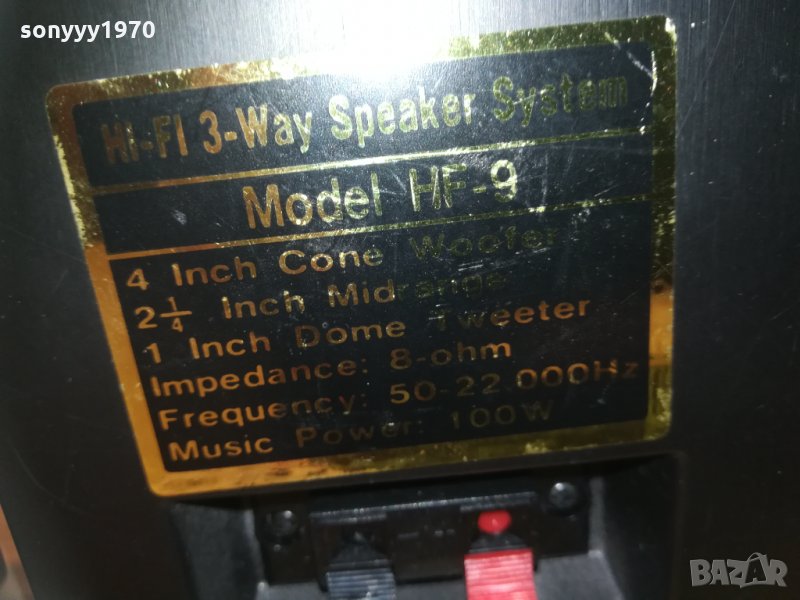 sonyyy1970
Hi-Fi 3-Way Speaker System
Model HF-9
4 Inch Cone Woofer
2 1/4 Inch Midrange
1 Inch Dome Tweeter
Impedance: 8-ohm
Frequency: 50-22.000Hz
Music Power: 100W
BAZAR